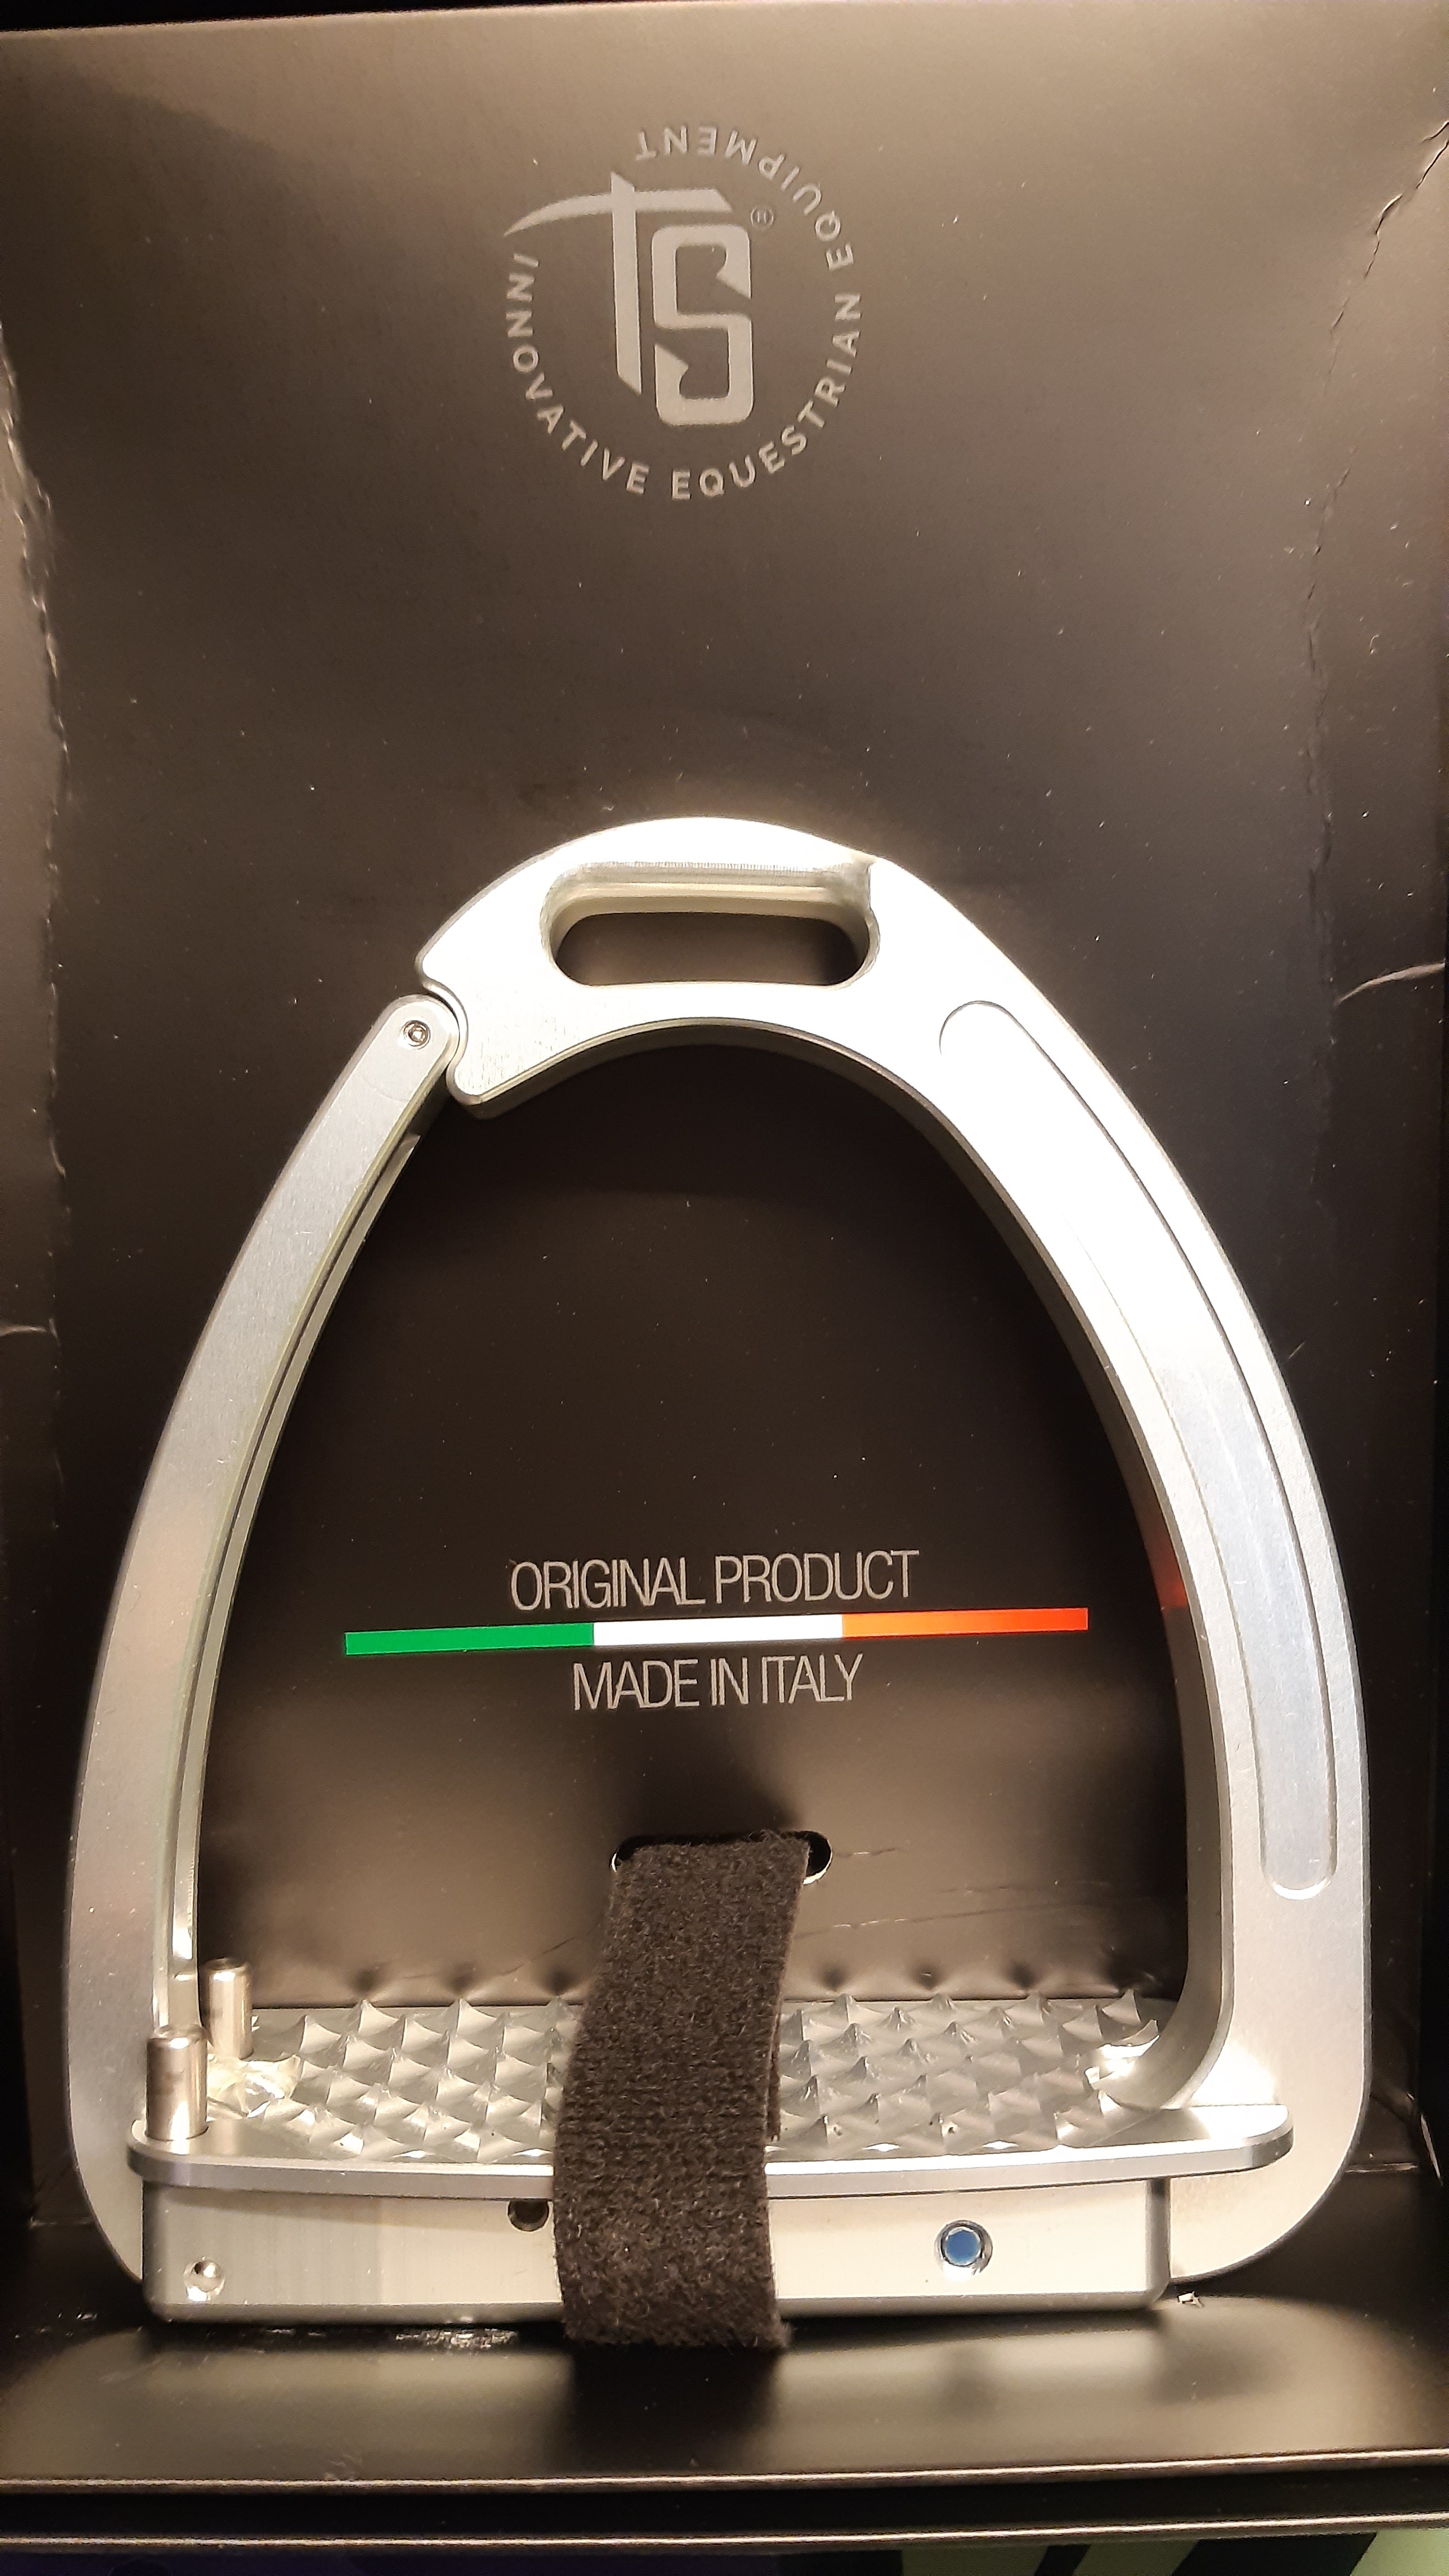 TS®
INNOVATIVE EQUESTRIAN EQUIPMENT
ORIGINAL PRODUCT
MADE IN ITALY